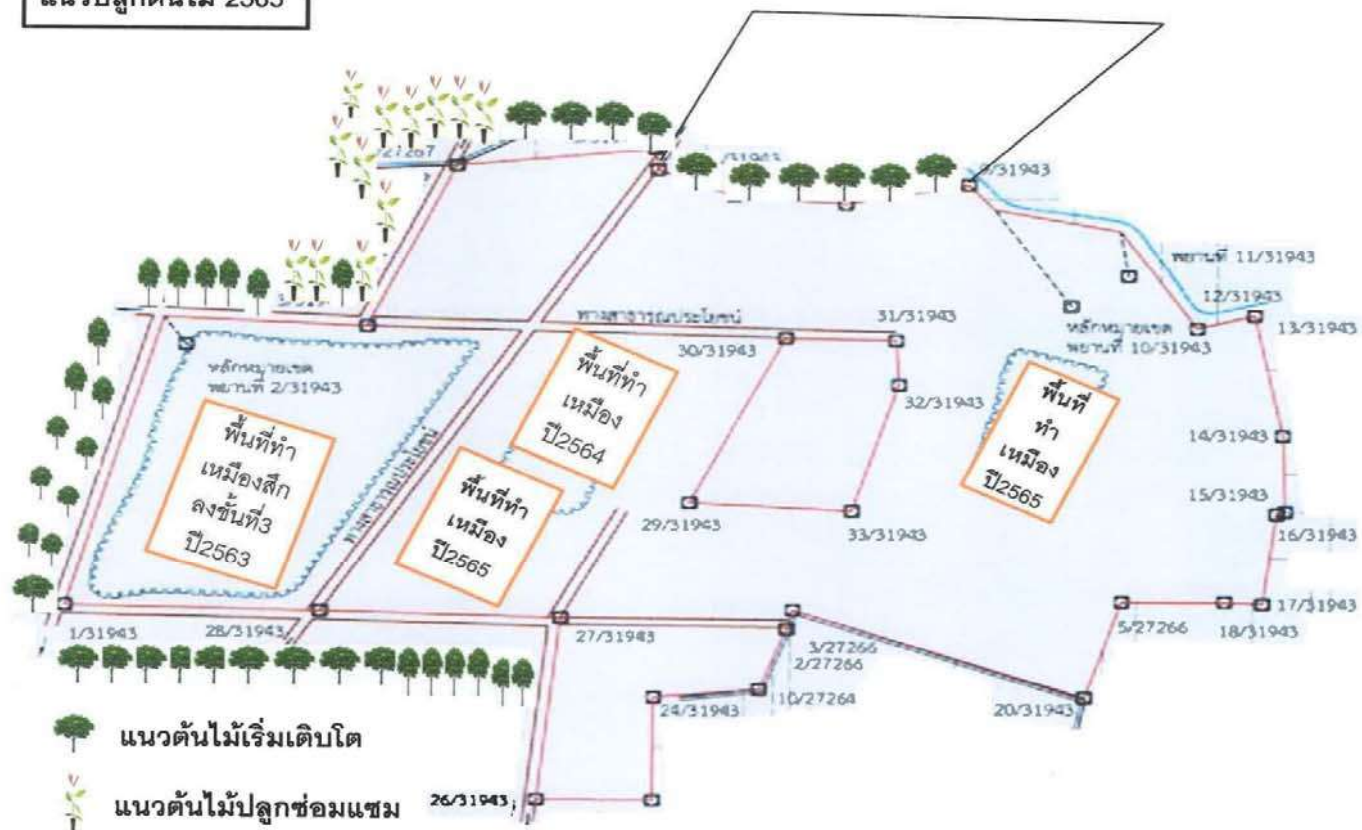 แนวปลูกต้นไม้ 2565
/27267
9/31943
พยานที่ 11/31943
12/31943
13/31943
ทางสาธารณประโยชน์
31/31943
30/31943
หลักหมายเขต
พยานที่ 10/31943
หลักหมายเขต
พยานที่ 2/31943
พื้นที่ทำ
เหมือง
ปี2564
32/31943
พื้นที่
ทำ
เหมือง
ปี2565
14/31943
พื้นที่ทำ
เหมืองลึก
ลงชั้นที่3
ปี2563
ทางสาธารณประโยชน์
พื้นที่ทำ
เหมือง
ปี2565
29/31943
33/31943
15/31943
16/31943
17/31943
1/31943
28/31943
27/31943
3/27266
2/27266
5/27266
18/31943
10/27264
24/31943
20/31943
แนวต้นไม้เริ่มเติบโต
แนวต้นไม้ปลูกซ่อมแซม
26/31943